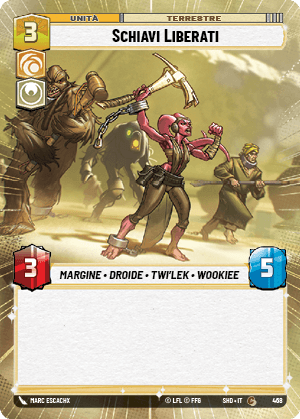 3
UNITÀ
TERRESTRE
SCHIAVI LIBERATI
3
MARGINE • DROIDE • TWI'LEK • WOOKIEE
5
MARC ESCACHX
© LFL © FFG
SHD • IT
468